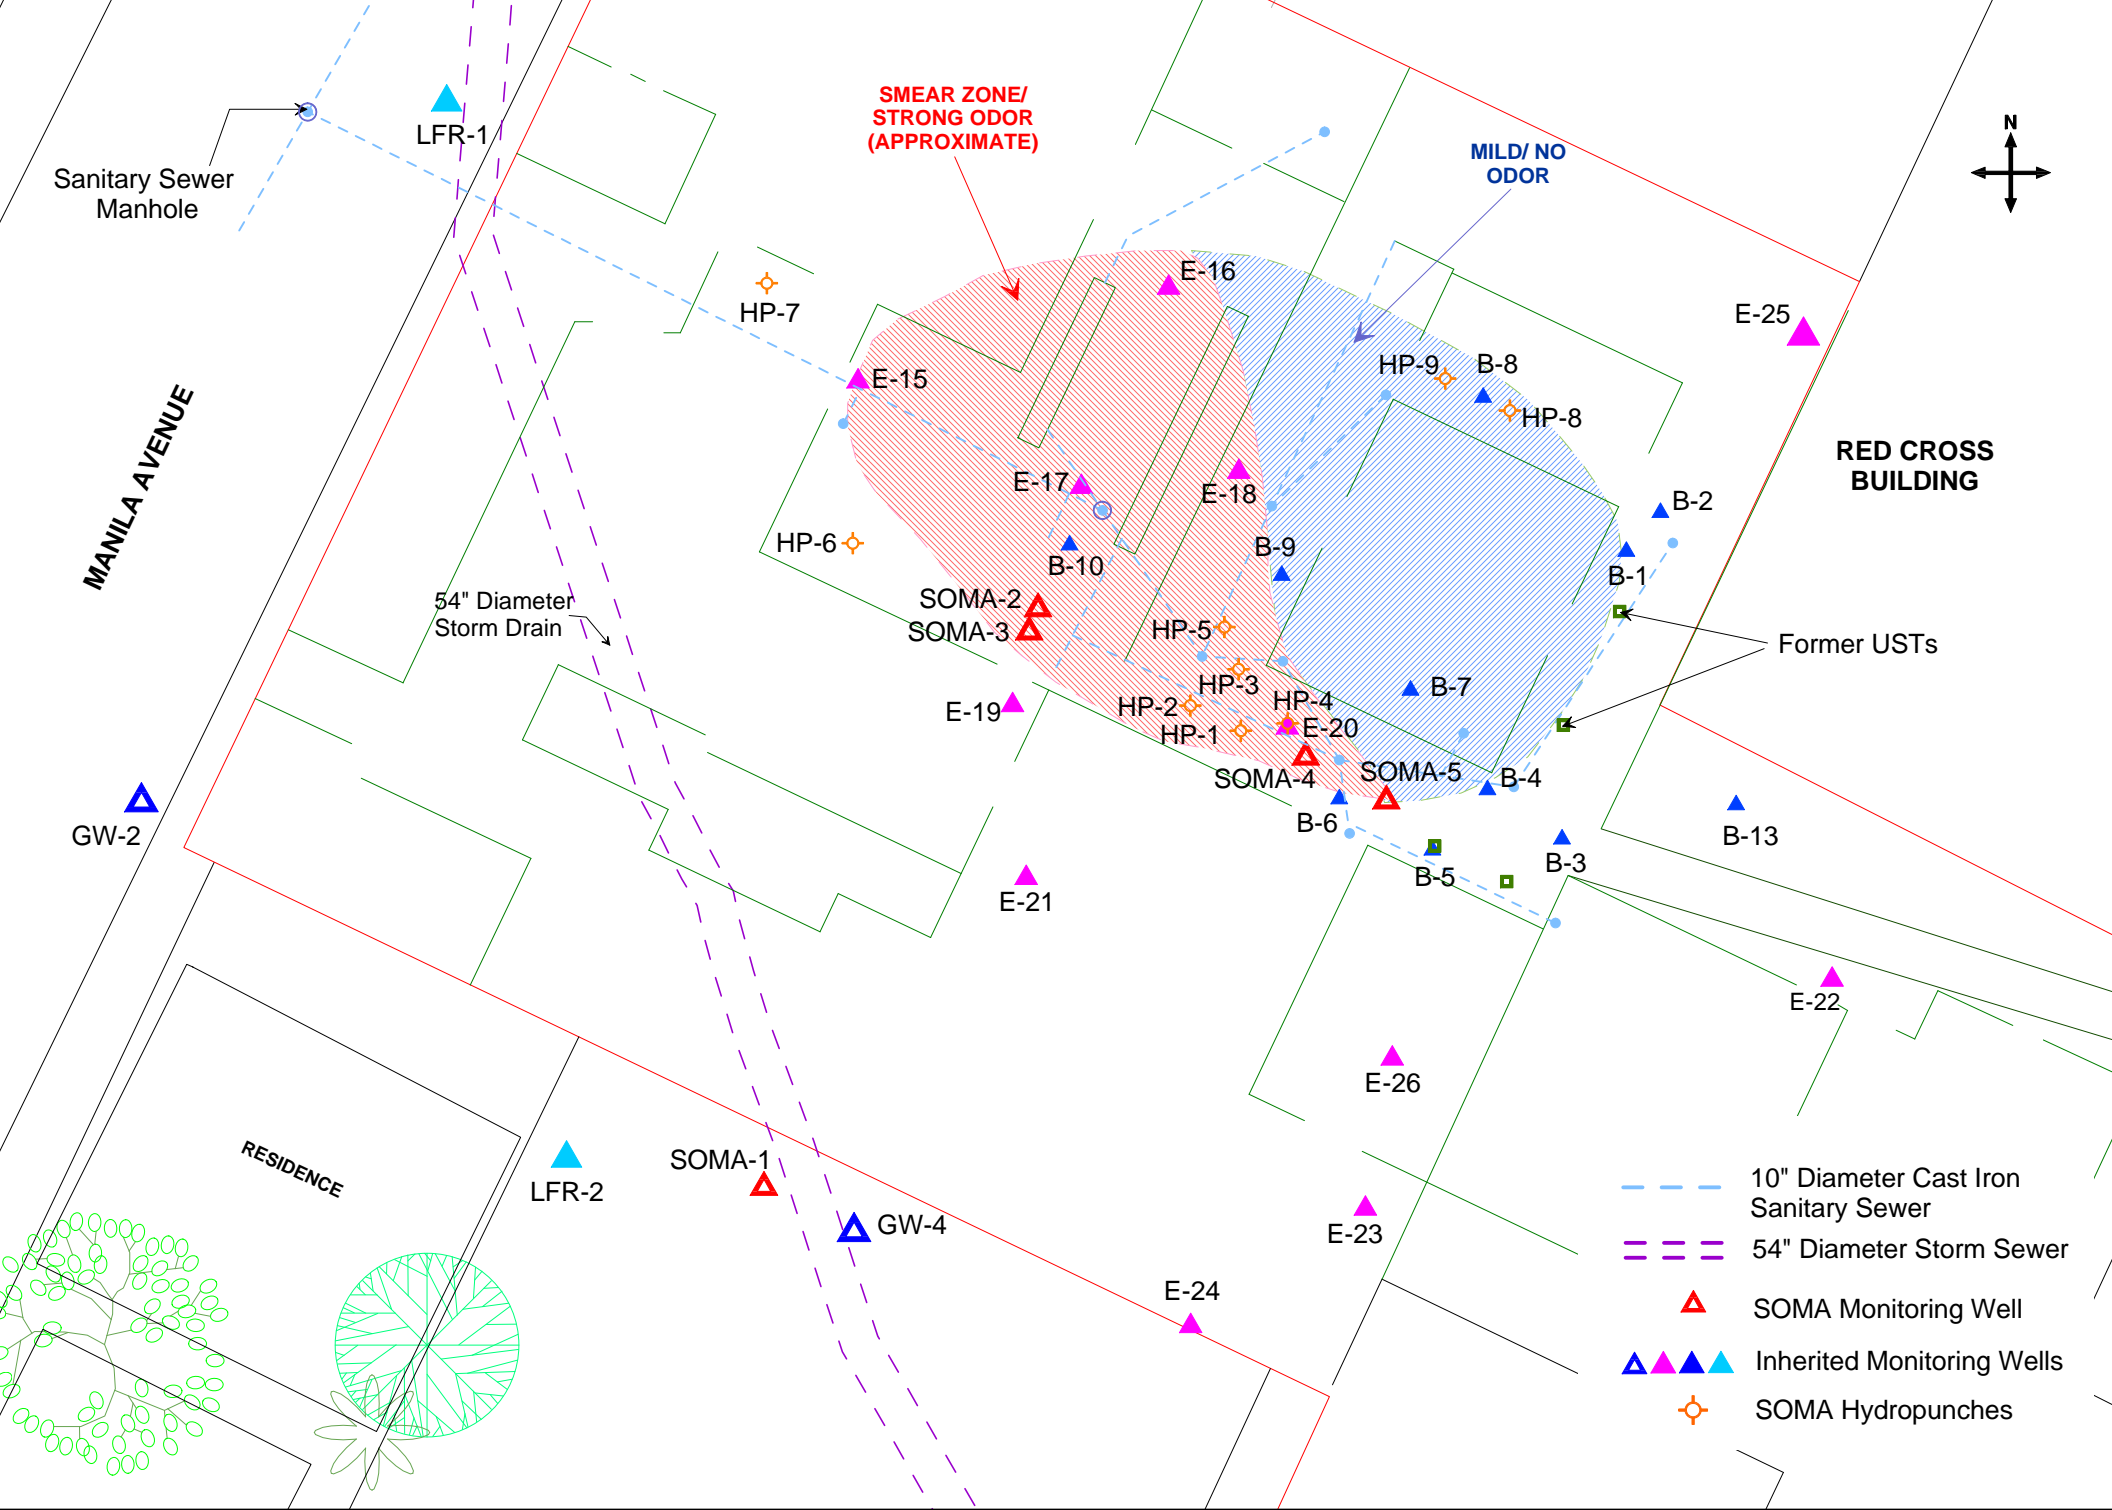 SMEAR ZONE/
STRONG ODOR
(APPROXIMATE)
MILD/ NO
ODOR
N
LFR-1
Sanitary Sewer
Manhole
E-16
HP-7
E-25
E-15
HP-9
B-8
HP-8
MANILA AVENUE
RED CROSS
BUILDING
E-17
E-18
B-2
HP-6
B-10
B-9
B-1
54" Diameter
Storm Drain
SOMA-2
SOMA-3
HP-5
Former USTs
HP-3
B-7
E-19
HP-2
HP-4
HP-1
E-20
SOMA-4
SOMA-5
B-4
GW-2
B-6
B-13
B-3
B-5
E-21
E-22
E-26
RESIDENCE
SOMA-1
LFR-2
GW-4
E-23
E-24
10" Diameter Cast Iron
Sanitary Sewer
54" Diameter Storm Sewer
SOMA Monitoring Well
Inherited Monitoring Wells
SOMA Hydropunches